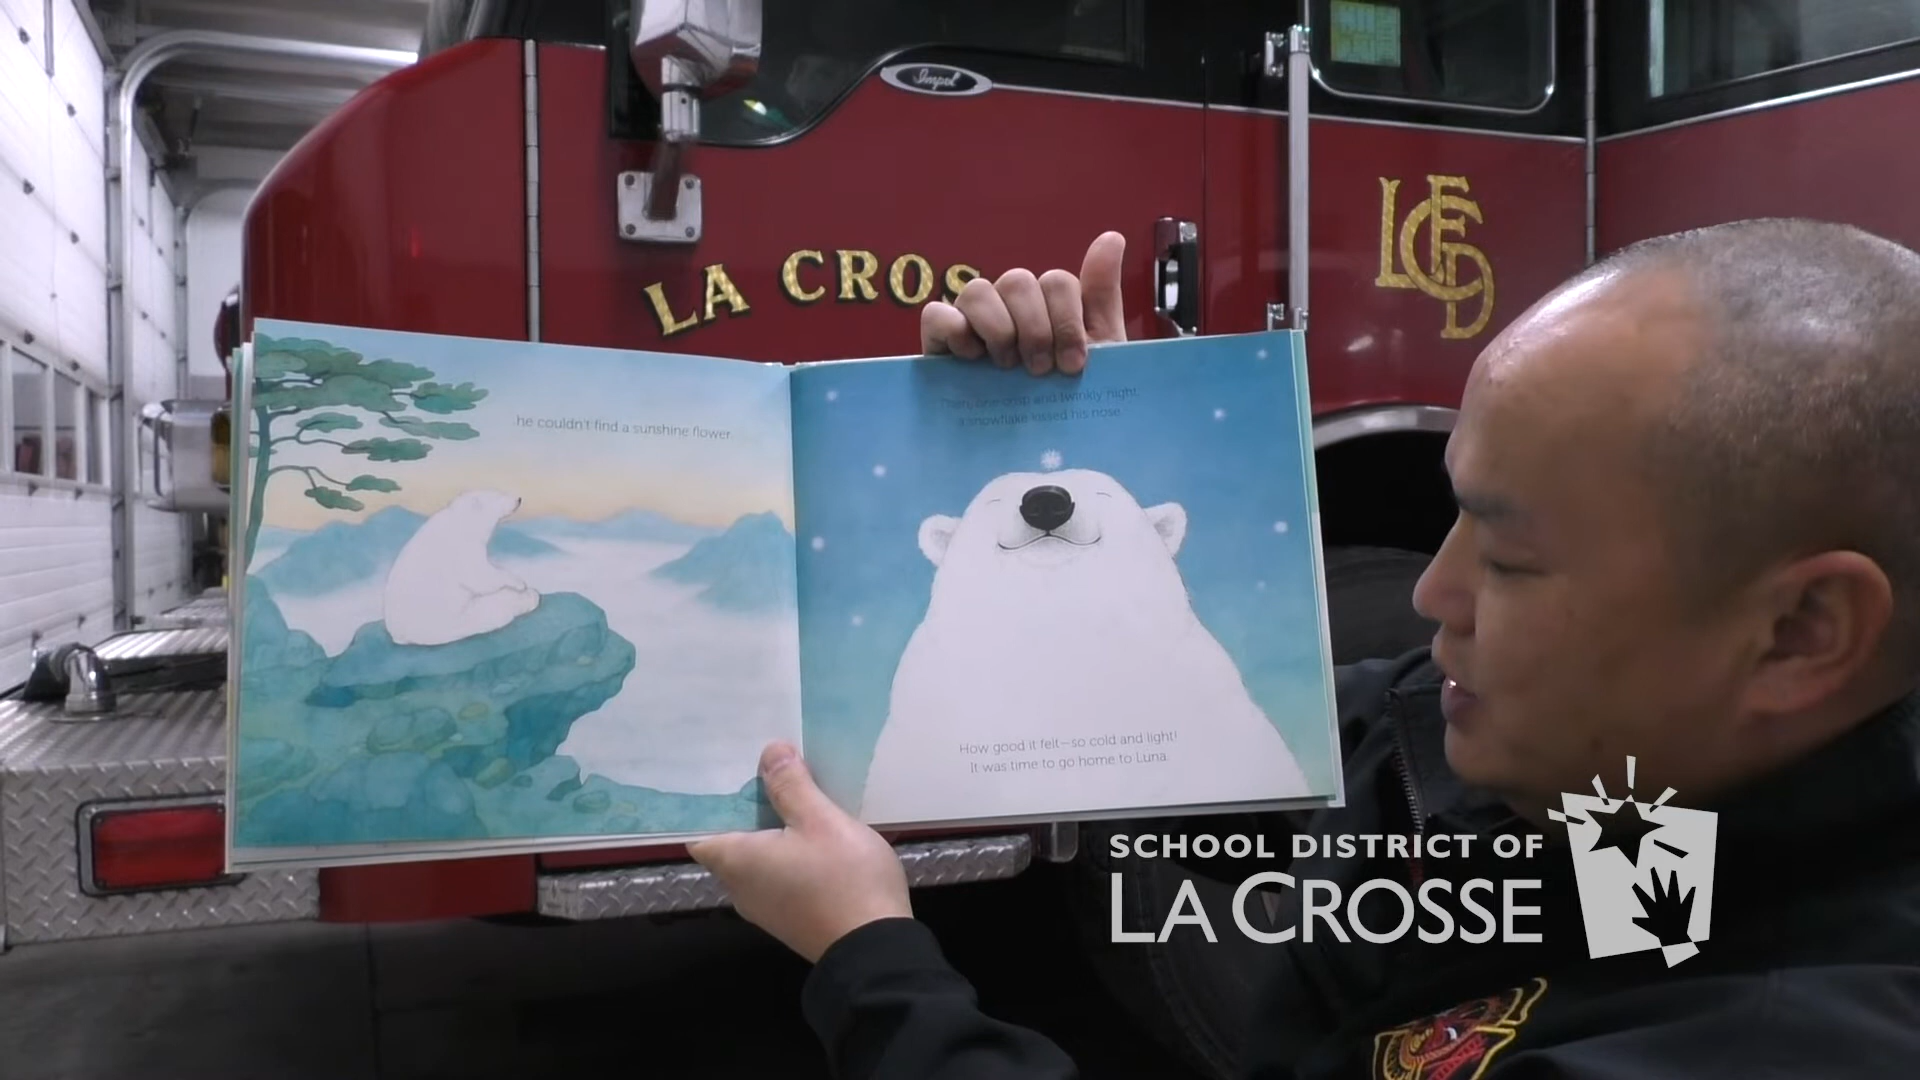 Impel
LA CROS
LCFD
he couldn't find a sunshine flower.
Then, one crisp and twinkly night,
a snowflake kissed his nose.
How good it felt—so cold and light!
It was time to go home to Luna.
SCHOOL DISTRICT OF
LA CROSSE